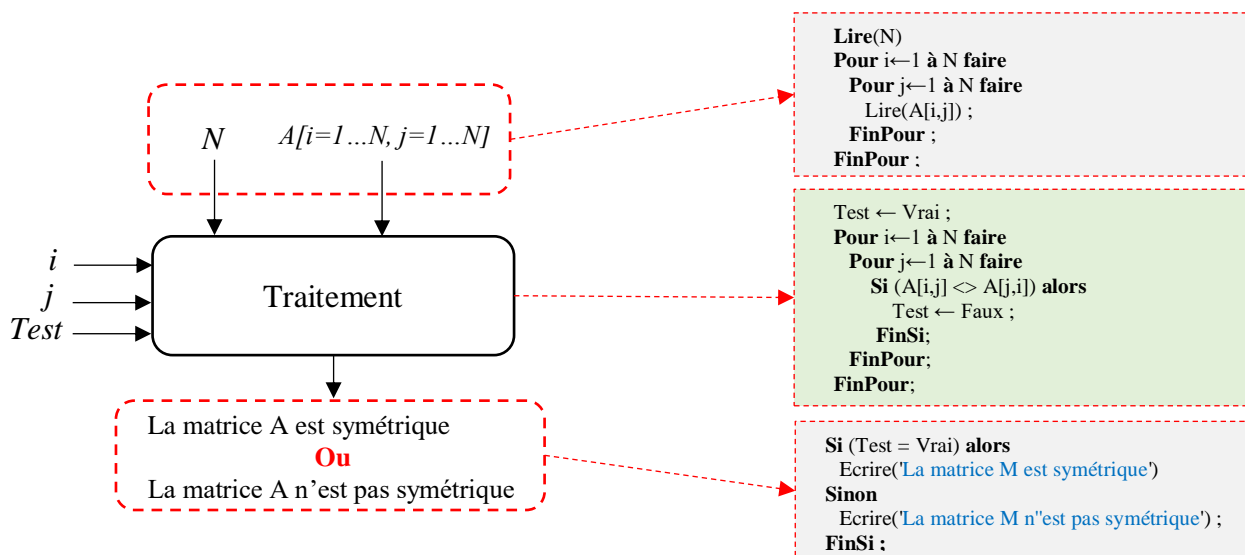 N
A[i=1…N, j=1…N]
i
j
Test
Traitement
La matrice A est symétrique
Ou
La matrice A n’est pas symétrique
Lire(N)
Pour i←1 à N faire
Pour j←1 à N faire
Lire(A[i,j]) ;
FinPour ;
FinPour ;
Test ← Vrai ;
Pour i←1 à N faire
Pour j←1 à N faire
Si (A[i,j] <> A[j,i]) alors
Test ← Faux ;
FinSi;
FinPour;
FinPour;
Si (Test = Vrai) alors
Ecrire('La matrice M est symétrique')
Sinon
Ecrire('La matrice M n''est pas symétrique') ;
FinSi ;